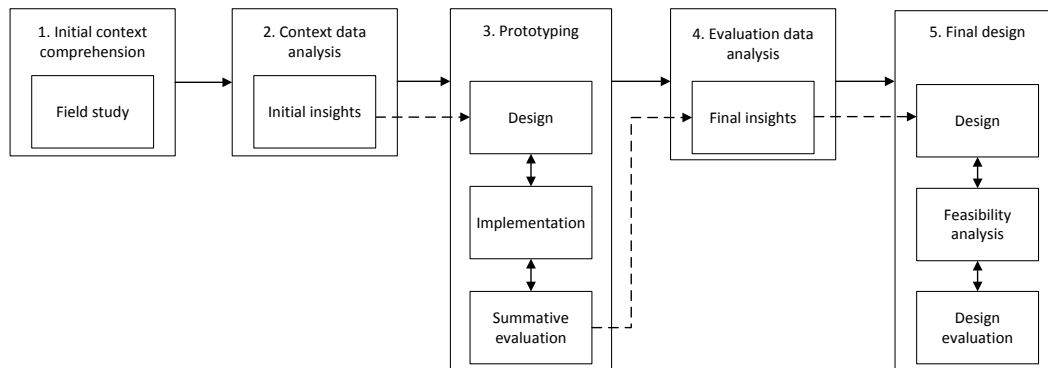 1. Initial context
comprehension
Field study
2. Context data
analysis
Initial insights
3. Prototyping
Design
Implementation
Summative
evaluation
4. Evaluation data
analysis
Final insights
5. Final design
Design
Feasibility
analysis
Design
evaluation